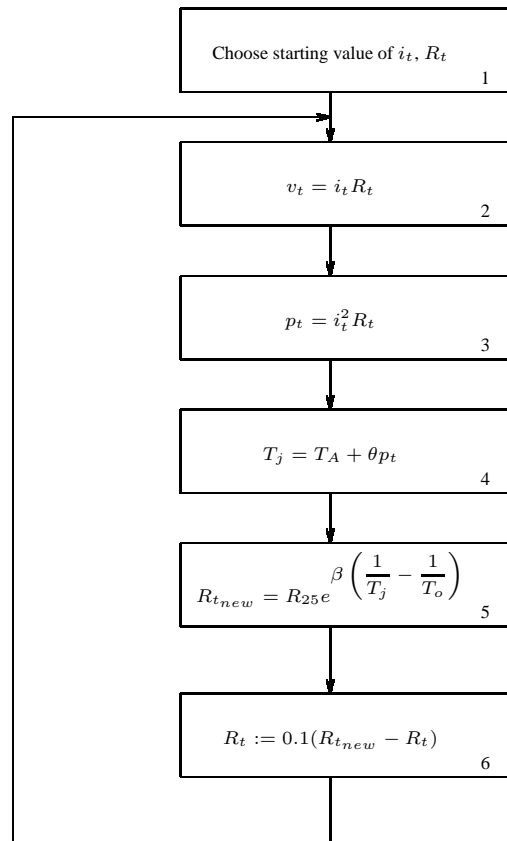 Choose starting value of i_t, R_t
1
v_t = i_t R_t
2
p_t = i_t^2 R_t
3
T_j = T_A + θp_t
4
R_{t_{new}} = R_{25} e^{β(\frac{1}{T_j} - \frac{1}{T_o})}
5
R_t := 0.1(R_{t_{new}} - R_t)
6